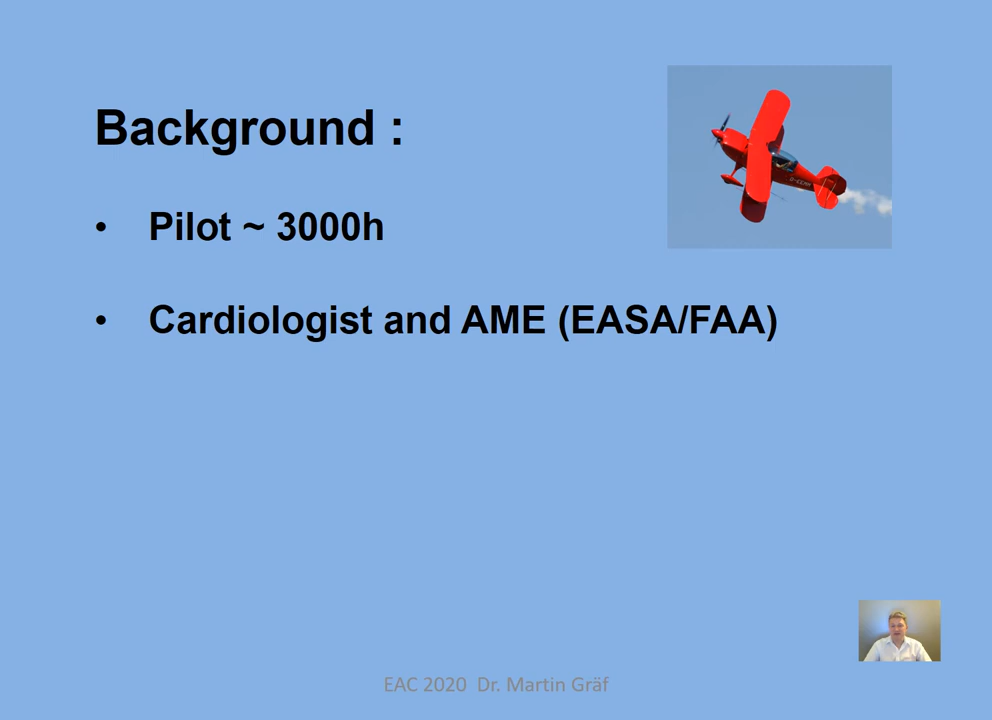 Background :
• Pilot ~ 3000h
• Cardiologist and AME (EASA/FAA)
EAC 2020 Dr. Martin Gräf